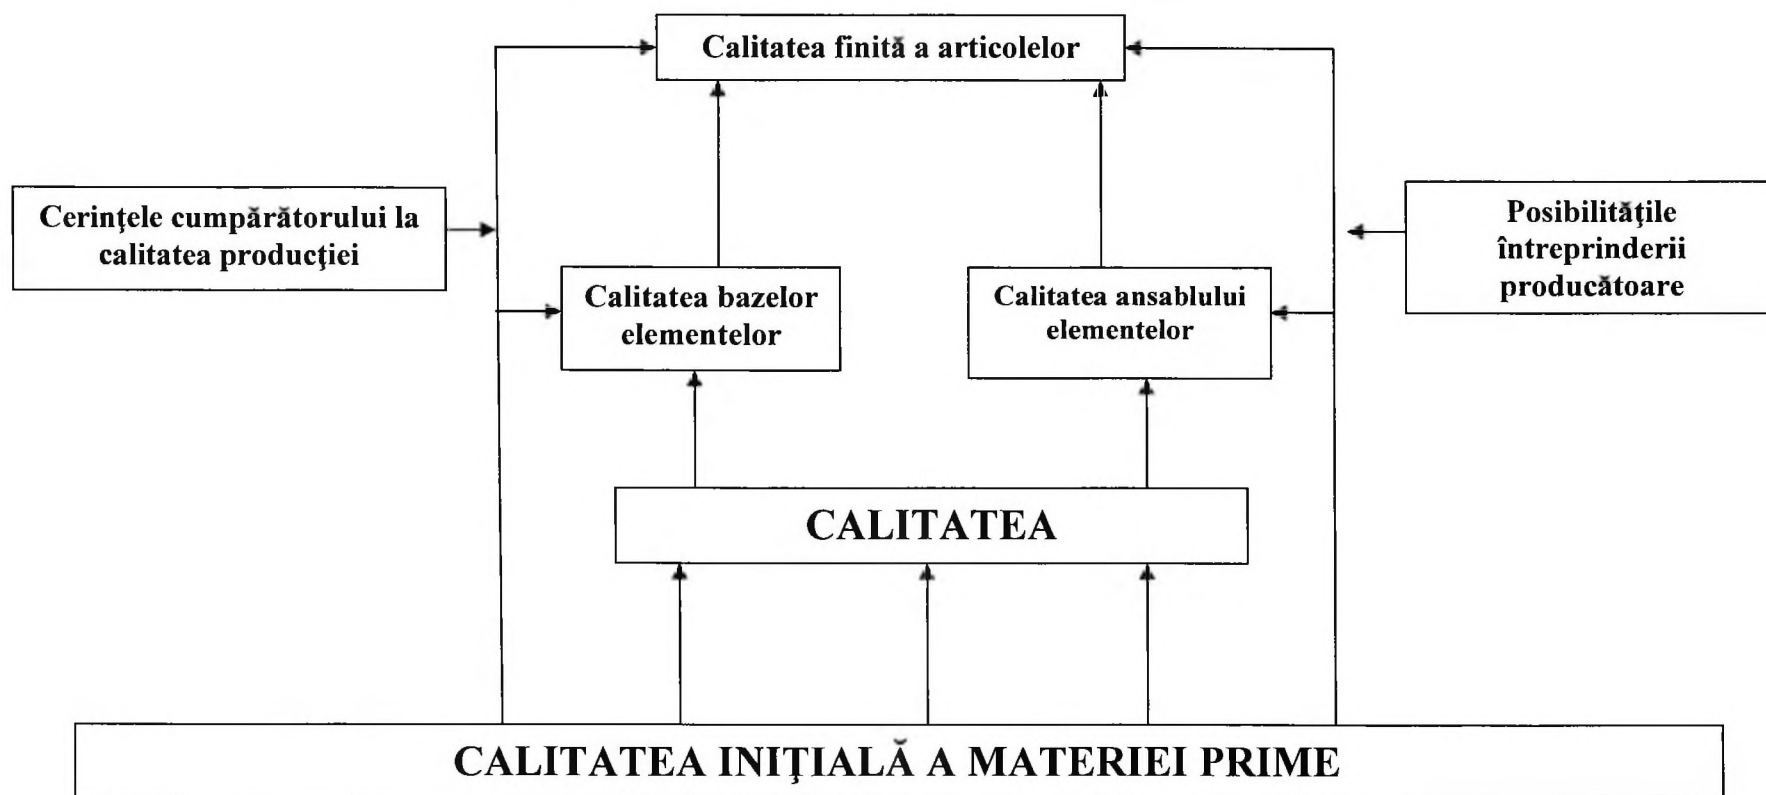 Calitatea finită a articolelor
Cerinţele cumpărătorului la
calitatea producţiei
Posibilităţile
întreprinderii
producătoare
Calitatea bazelor
elementelor
Calitatea ansablului
elementelor
CALITATEA
CALITATEA INIŢIALĂ A MATERIEI PRIME